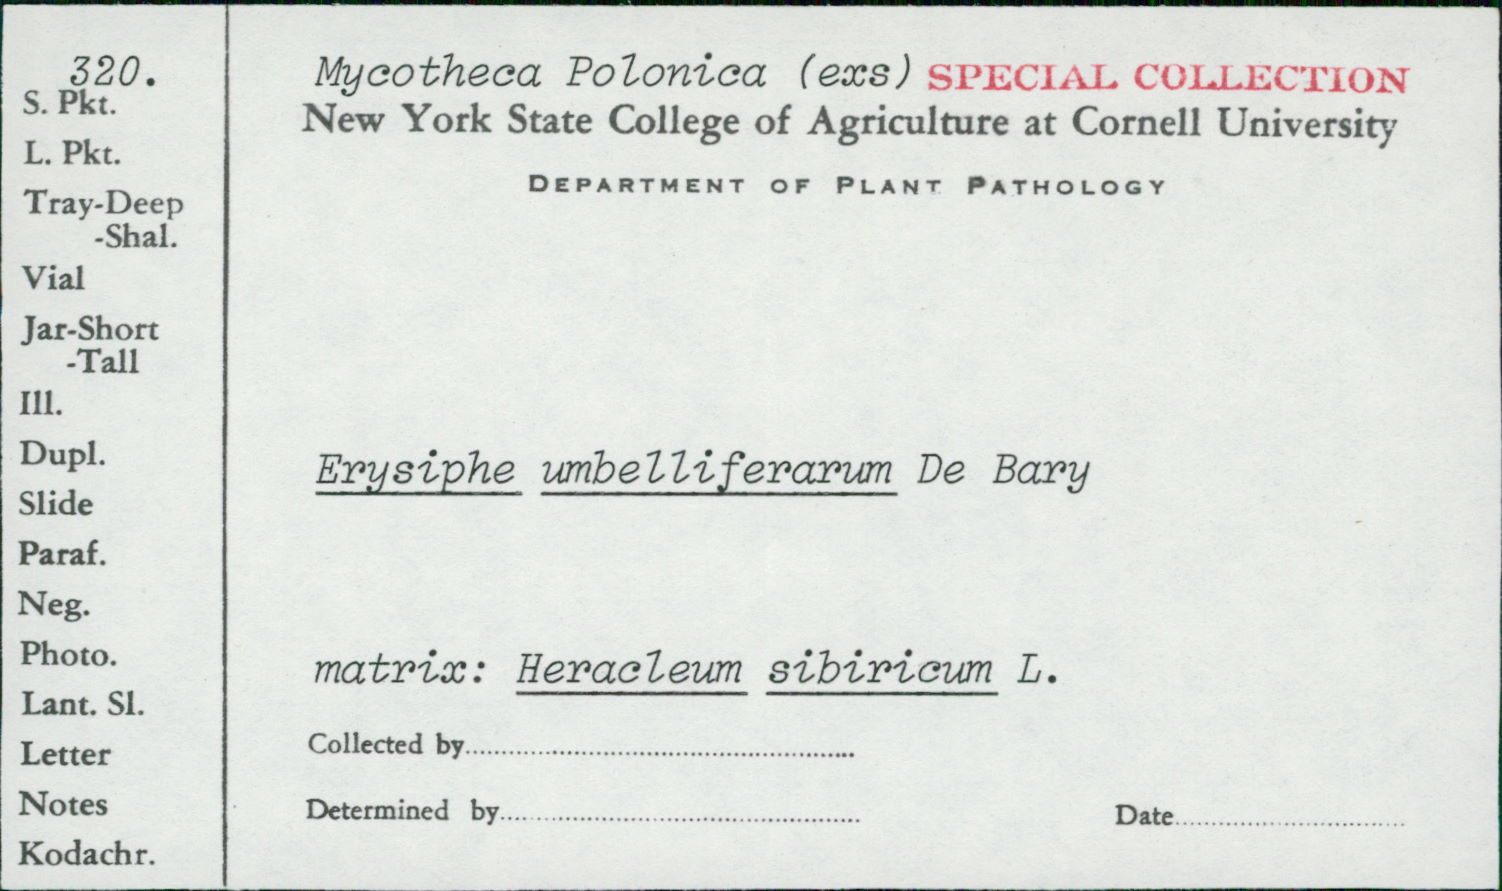 320.
S. Pkt.
L. Pkt.
Tray-Deep
-Shal.
Vial
Jar-Short
-Tall
Ill.
Dupl.
Slide
Paraf.
Neg.
Photo.
Lant. Sl.
Letter
Notes
Kodachr.
Mycotheca Polonica (exs) SPECIAL COLLECTION
New York State College of Agriculture at Cornell University
DEPARTMENT OF PLANT PATHOLOGY
Erysiphe umbelliferarum De Bary
matrix: Heracleum sibiricum L.
Collected by
Determined by
Date